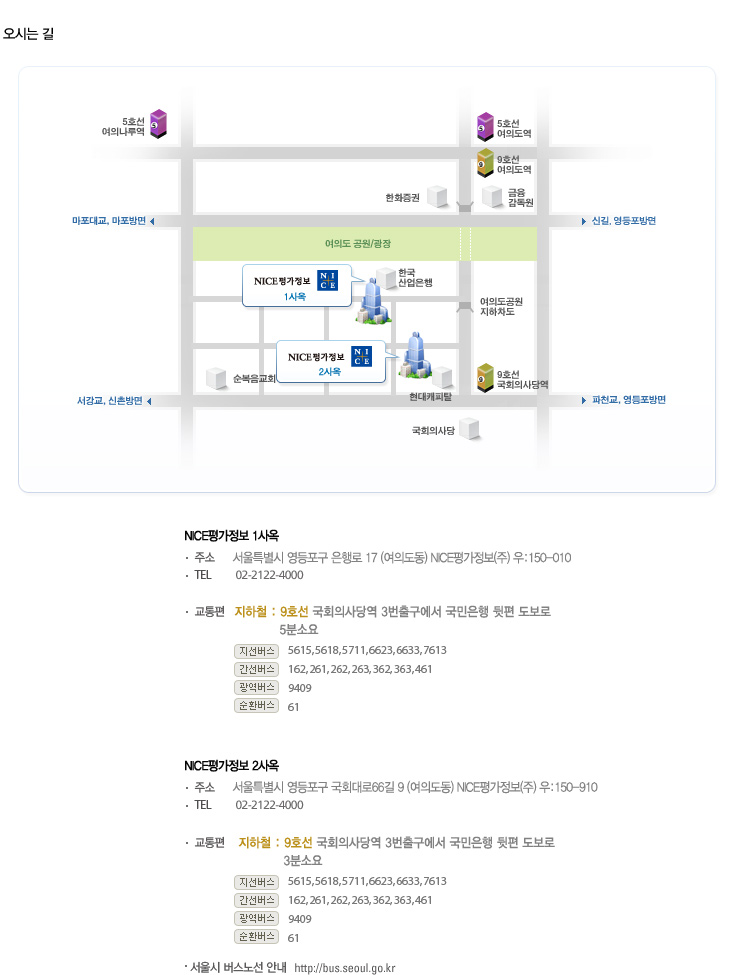 오시는 길
5호선
여의나루역
5
5호선
여의도역
5
9호선
여의도역
9
한화증권
금융
감독원
마포대교, 마포방면
신길, 영등포방면
여의도 공원/광장
NICE평가정보 NICE
1사옥
한국
산업은행
여의도공원
지하차도
NICE평가정보 NICE
2사옥
순복음교회
현대캐피탈
9호선
국회의사당역
9
서강교, 신촌방면
파천교, 영등포방면
국회의사당
NICE평가정보 1사옥
· 주소 서울특별시 영등포구 은행로 17 (여의도동) NICE평가정보(주) 우:150-010
· TEL 02-2122-4000
· 교통편 지하철 : 9호선 국회의사당역 3번출구에서 국민은행 뒷편 도보로
5분소요
지선버스 5615,5618,5711,6623,6633,7613
간선버스 162,261,262,263,362,363,461
광역버스 9409
순환버스 61
NICE평가정보 2사옥
· 주소 서울특별시 영등포구 국회대로66길 9 (여의도동) NICE평가정보(주) 우:150-910
· TEL 02-2122-4000
· 교통편 지하철 : 9호선 국회의사당역 3번출구에서 국민은행 뒷편 도보로
3분소요
지선버스 5615,5618,5711,6623,6633,7613
간선버스 162,261,262,263,362,363,461
광역버스 9409
순환버스 61
· 서울시 버스노선 안내 http://bus.seoul.go.kr